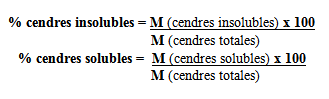 % cendres insolubles = M (cendres insolubles) x 100
M (cendres totales)
% cendres solubles = M (cendres solubles) x 100
M (cendres totales)